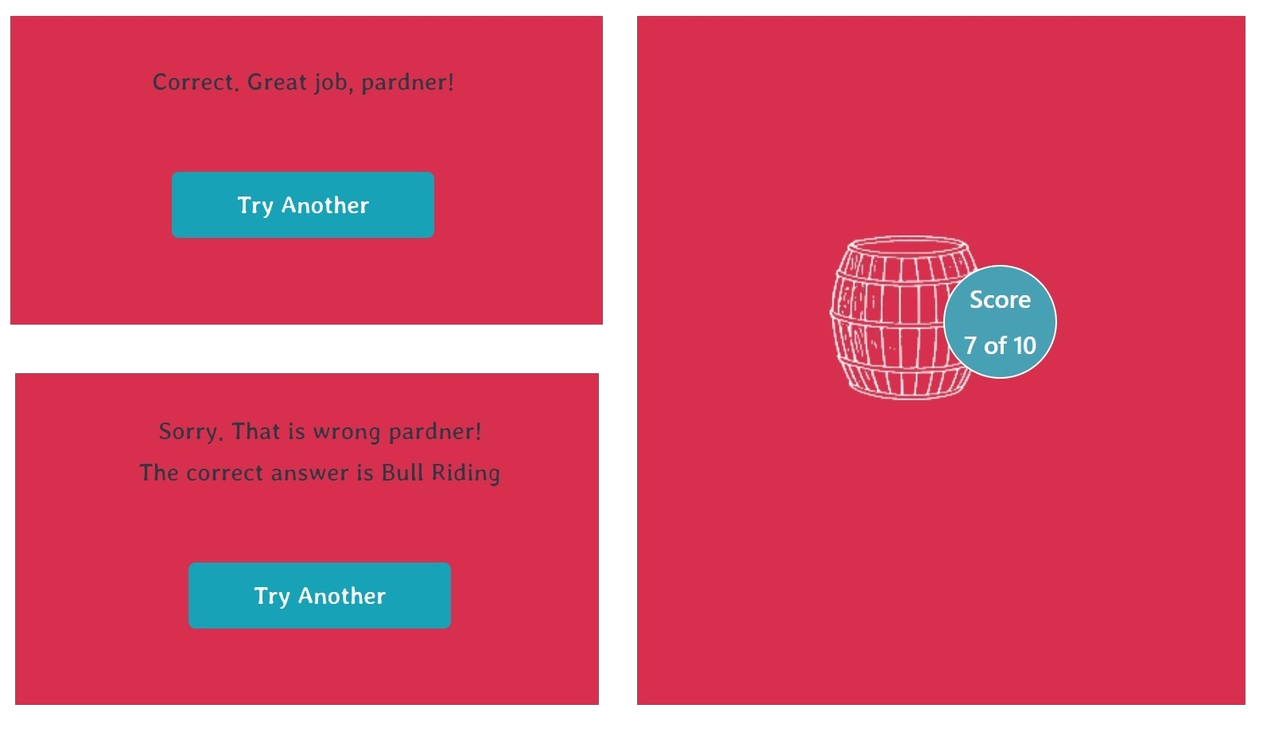 Correct. Great job, pardner!
Try Another
Sorry. That is wrong pardner!
The correct answer is Bull Riding
Try Another
Score
7 of 10